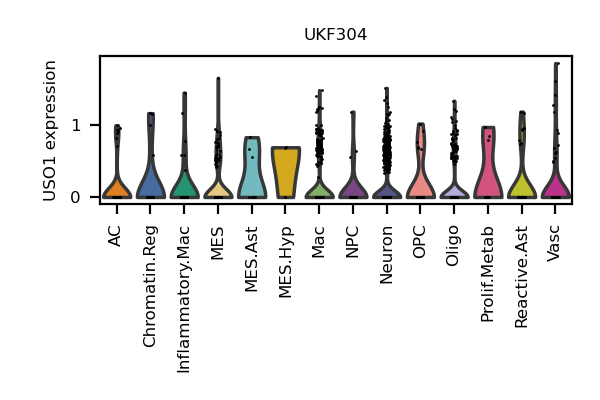 UKF304
USO1 expression
1
0
AC
Chromatin.Reg
Inflammatory.Mac
MES
MES.Ast
MES.Hyp
Mac
NPC
Neuron
OPC
Oligo
Prolif.Metab
Reactive.Ast
Vasc